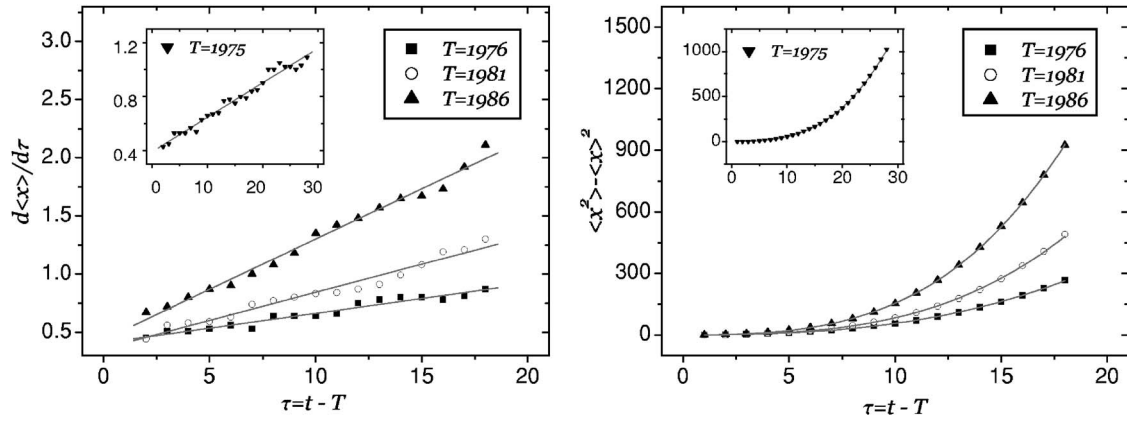 3.0
2.5
2.0
1.5
1.0
0.5
d<x>/dτ
0 5 10 15 20
τ=t - T
1.2
0.8
0.4
0 10 20 30
T=1975
T=1976
T=1981
T=1986
1500
1200
900
600
300
0
<x²>-<x>²
0 5 10 15 20
τ=t - T
1000
750
500
250
0
0 10 20 30
T=1975
T=1976
T=1981
T=1986